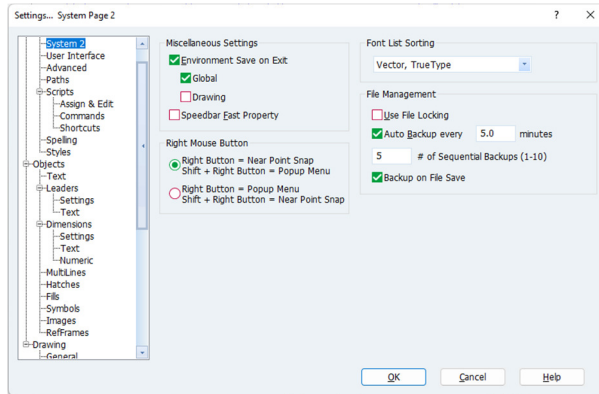 Settings... System Page 2
? X
System 2
User Interface
Advanced
Paths
Scripts
Assign & Edit
Commands
Shortcuts
Spelling
Styles
Objects
Text
Leaders
Settings
Text
Dimensions
Settings
Text
Numeric
MultiLines
Hatches
Fills
Symbols
Images
RefFrames
Drawing
General
Miscellaneous Settings
Environment Save on Exit
Global
Drawing
Speedbar Fast Property
Right Mouse Button
Right Button = Near Point Snap
Shift + Right Button = Popup Menu
Right Button = Popup Menu
Shift + Right Button = Near Point Snap
Font List Sorting
Vector, TrueType
File Management
Use File Locking
Auto Backup every 5.0 minutes
5 # of Sequential Backups (1-10)
Backup on File Save
OK Cancel Help